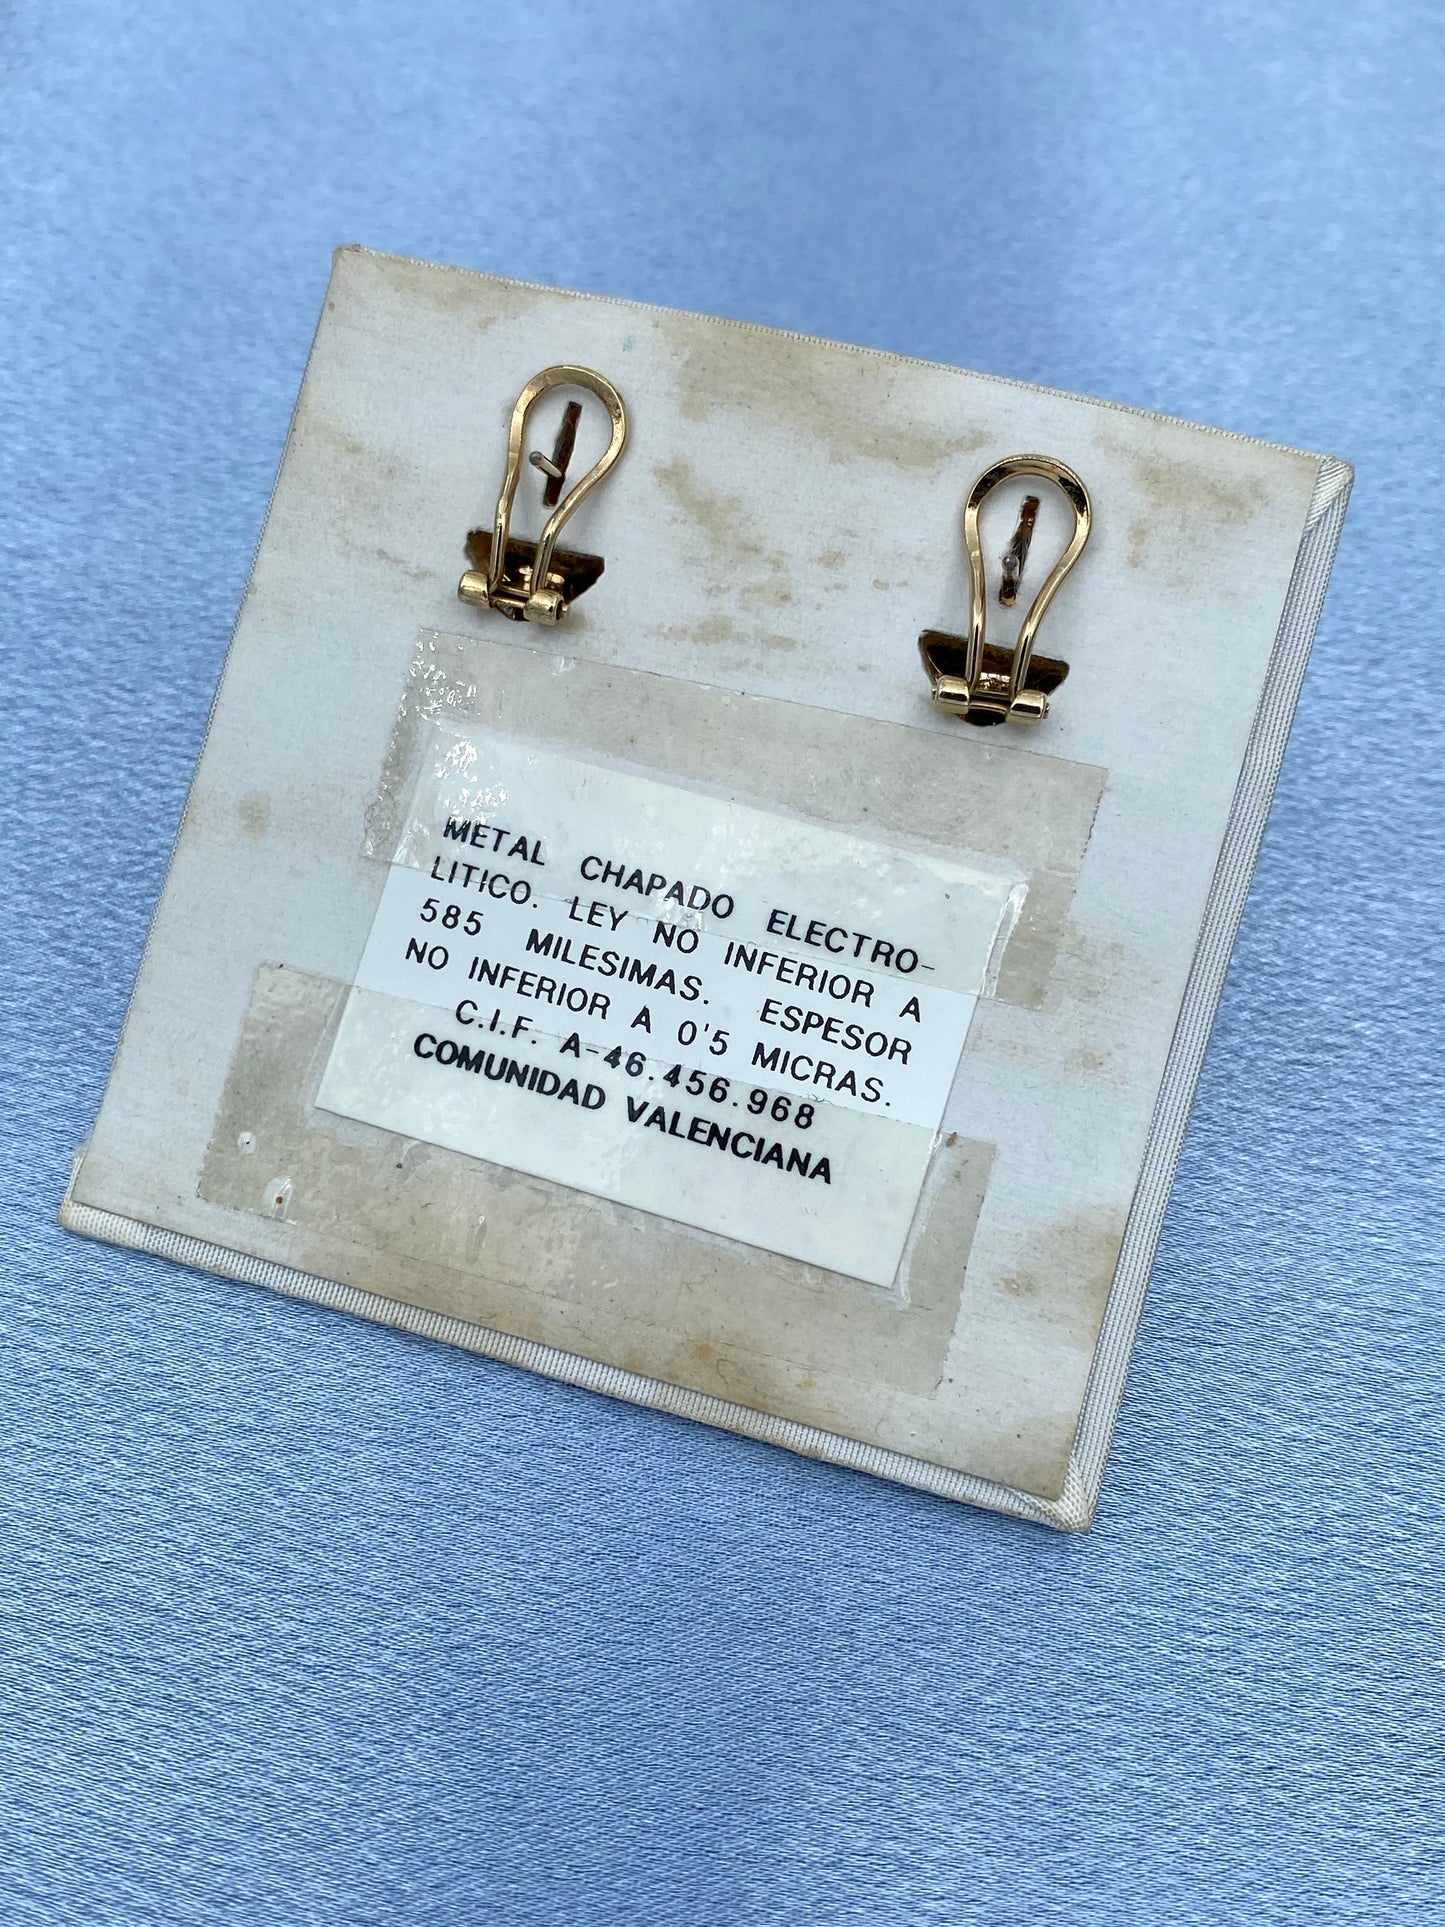 METAL CHAPADO ELECTRO-
LITICO. LEY NO INFERIOR A
585 MILESIMAS. ESPESOR
NO INFERIOR A 0'5 MICRAS.
C.I.F. A-46.456.968
COMUNIDAD VALENCIANA